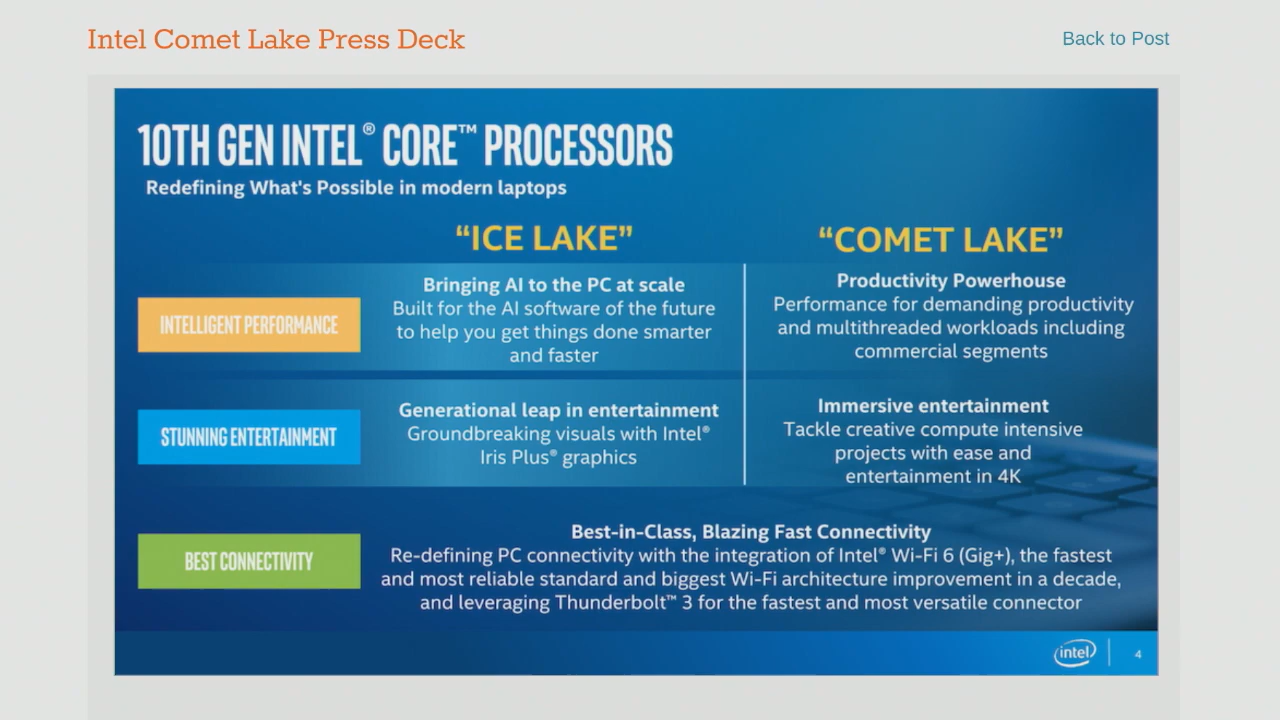 Intel Comet Lake Press Deck
Back to Post
10TH GEN INTEL® CORE™ PROCESSORS
Redefining What's Possible in modern laptops
“ICE LAKE”
“COMET LAKE”
INTELLIGENT PERFORMANCE
Bringing AI to the PC at scale
Built for the AI software of the future
to help you get things done smarter
and faster
Productivity Powerhouse
Performance for demanding productivity
and multithreaded workloads including
commercial segments
STUNNING ENTERTAINMENT
Generational leap in entertainment
Groundbreaking visuals with Intel®
Iris Plus® graphics
Immersive entertainment
Tackle creative compute intensive
projects with ease and
entertainment in 4K
BEST CONNECTIVITY
Best-in-Class, Blazing Fast Connectivity
Re-defining PC connectivity with the integration of Intel® Wi-Fi 6 (Gig+), the fastest
and most reliable standard and biggest Wi-Fi architecture improvement in a decade,
and leveraging Thunderbolt™ 3 for the fastest and most versatile connector
intel
4